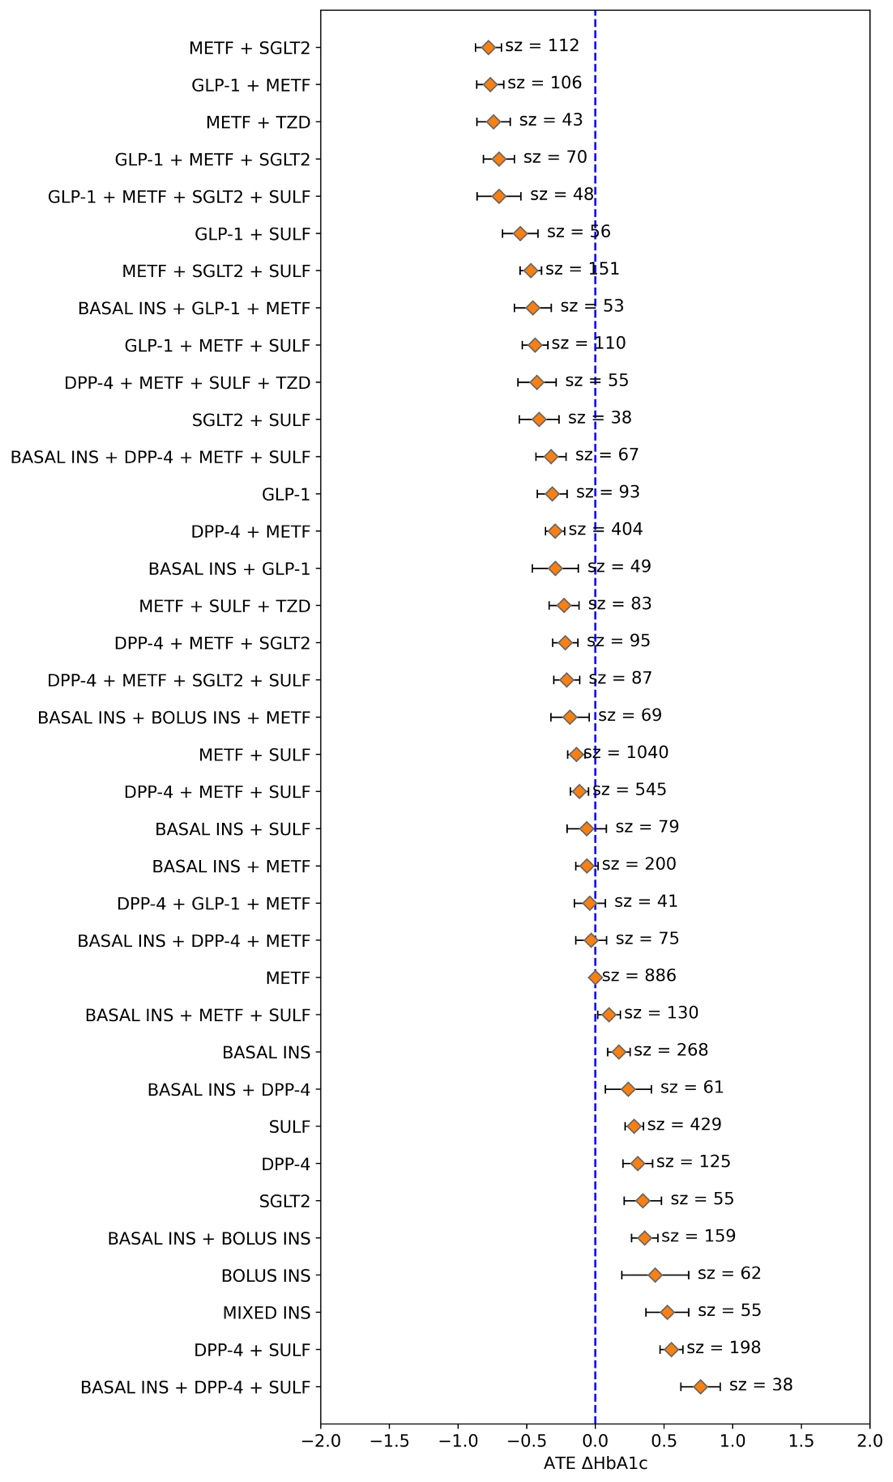 METF + SGLT2 sz = 112
GLP-1 + METF sz = 106
METF + TZD sz = 43
GLP-1 + METF + SGLT2 sz = 70
GLP-1 + METF + SGLT2 + SULF sz = 48
GLP-1 + SULF sz = 56
METF + SGLT2 + SULF sz = 151
BASAL INS + GLP-1 + METF sz = 53
GLP-1 + METF + SULF sz = 110
DPP-4 + METF + SULF + TZD sz = 55
SGLT2 + SULF sz = 38
BASAL INS + DPP-4 + METF + SULF sz = 67
GLP-1 sz = 93
DPP-4 + METF sz = 404
BASAL INS + GLP-1 sz = 49
METF + SULF + TZD sz = 83
DPP-4 + METF + SGLT2 sz = 95
DPP-4 + METF + SGLT2 + SULF sz = 87
BASAL INS + BOLUS INS + METF sz = 69
METF + SULF sz = 1040
DPP-4 + METF + SULF sz = 545
BASAL INS + SULF sz = 79
BASAL INS + METF sz = 200
DPP-4 + GLP-1 + METF sz = 41
BASAL INS + DPP-4 + METF sz = 75
METF sz = 886
BASAL INS + METF + SULF sz = 130
BASAL INS sz = 268
BASAL INS + DPP-4 sz = 61
SULF sz = 429
DPP-4 sz = 125
SGLT2 sz = 55
BASAL INS + BOLUS INS sz = 159
BOLUS INS sz = 62
MIXED INS sz = 55
DPP-4 + SULF sz = 198
BASAL INS + DPP-4 + SULF sz = 38
−2.0 −1.5 −1.0 −0.5 0.0 0.5 1.0 1.5 2.0
ATE ΔHbA1c